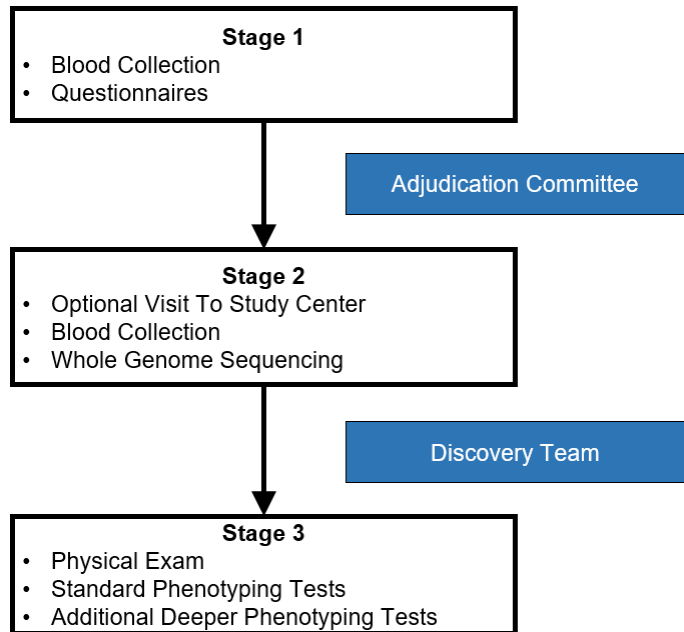 Stage 1
• Blood Collection
• Questionnaires
Adjudication Committee
Stage 2
• Optional Visit To Study Center
• Blood Collection
• Whole Genome Sequencing
Discovery Team
Stage 3
• Physical Exam
• Standard Phenotyping Tests
• Additional Deeper Phenotyping Tests